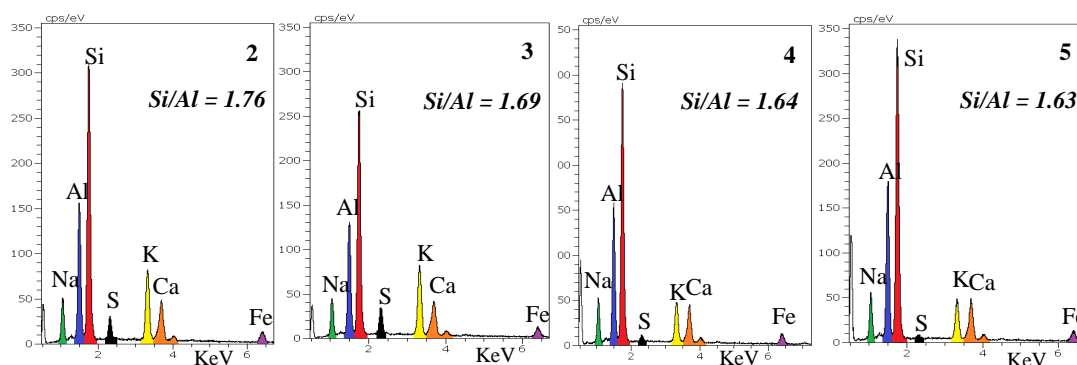 cps/eV
2
Si
Si/Al = 1.76
Al
Na
S
K
Ca
Fe
350
300
250
200
150
100
50
0
2
4
6
KeV
cps/eV
3
Si
Si/Al = 1.69
Al
Na
S
K
Ca
Fe
350
300
250
200
150
100
50
0
2
4
6
KeV
cps/eV
4
Si
Si/Al = 1.64
Al
Na
S
K
Ca
Fe
50
00
50
00
50
00
50
0
2
4
6
KeV
cps/eV
5
Si
Si/Al = 1.63
Al
Na
S
K
Ca
Fe
350
300
250
200
150
100
50
0
2
4
6
KeV